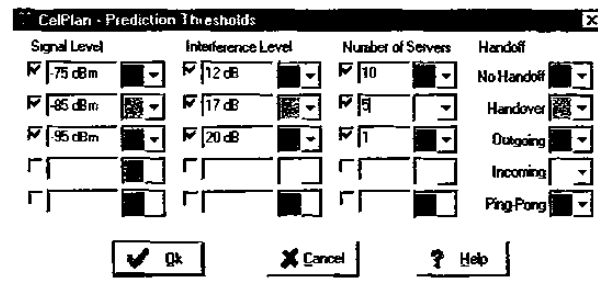 CelPlan - Prediction Thresholds
Signal Level Interference Level Number of Servers Handoff
-75 dBm 12 dB 10 No Handoff
-85 dBm 17 dB 5 Handover
-95 dBm 20 dB 1 Outgoing
Incoming
Ping-Pong
Ok Cancel Help